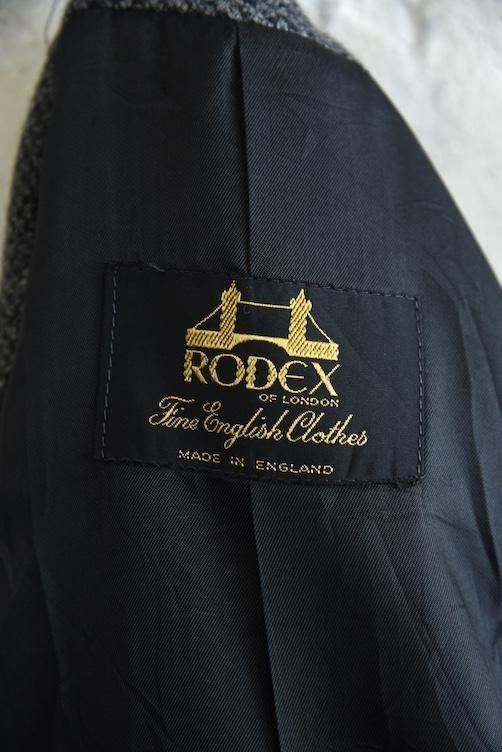 RODEX
OF LONDON
Fine English Clothes
MADE IN ENGLAND